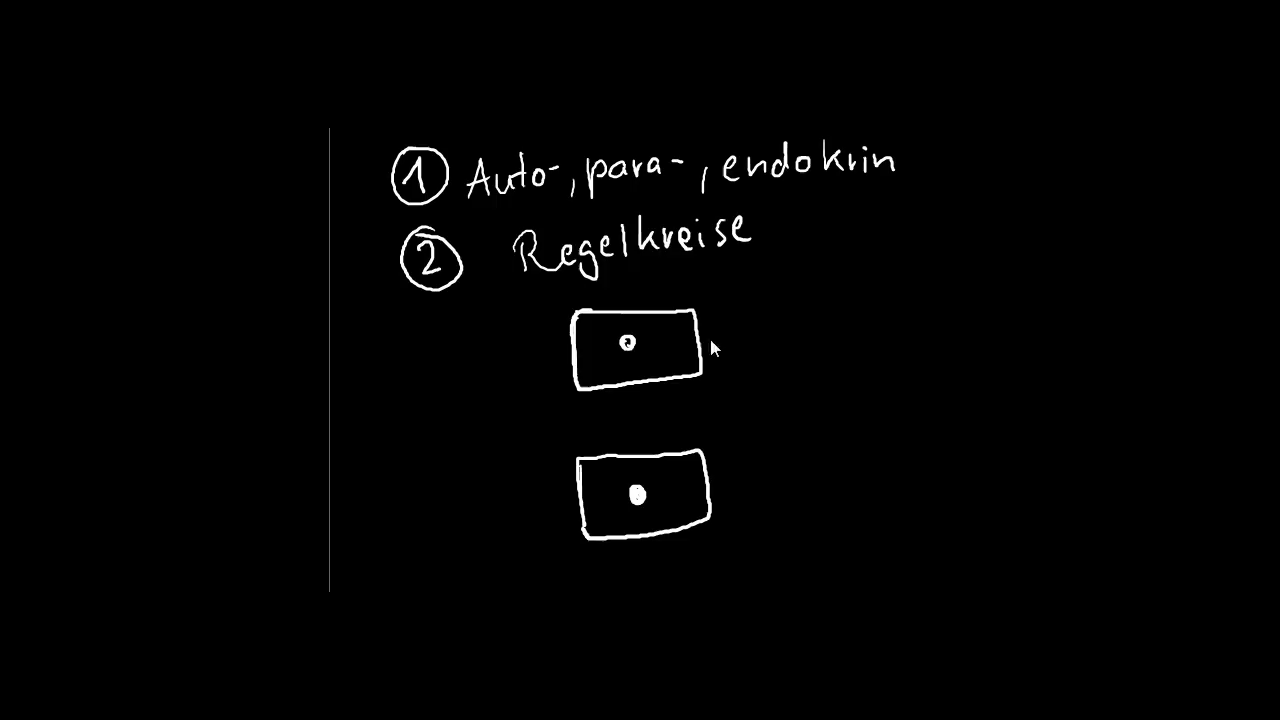 ① Auto-, para-, endokrin
② Regelkreise